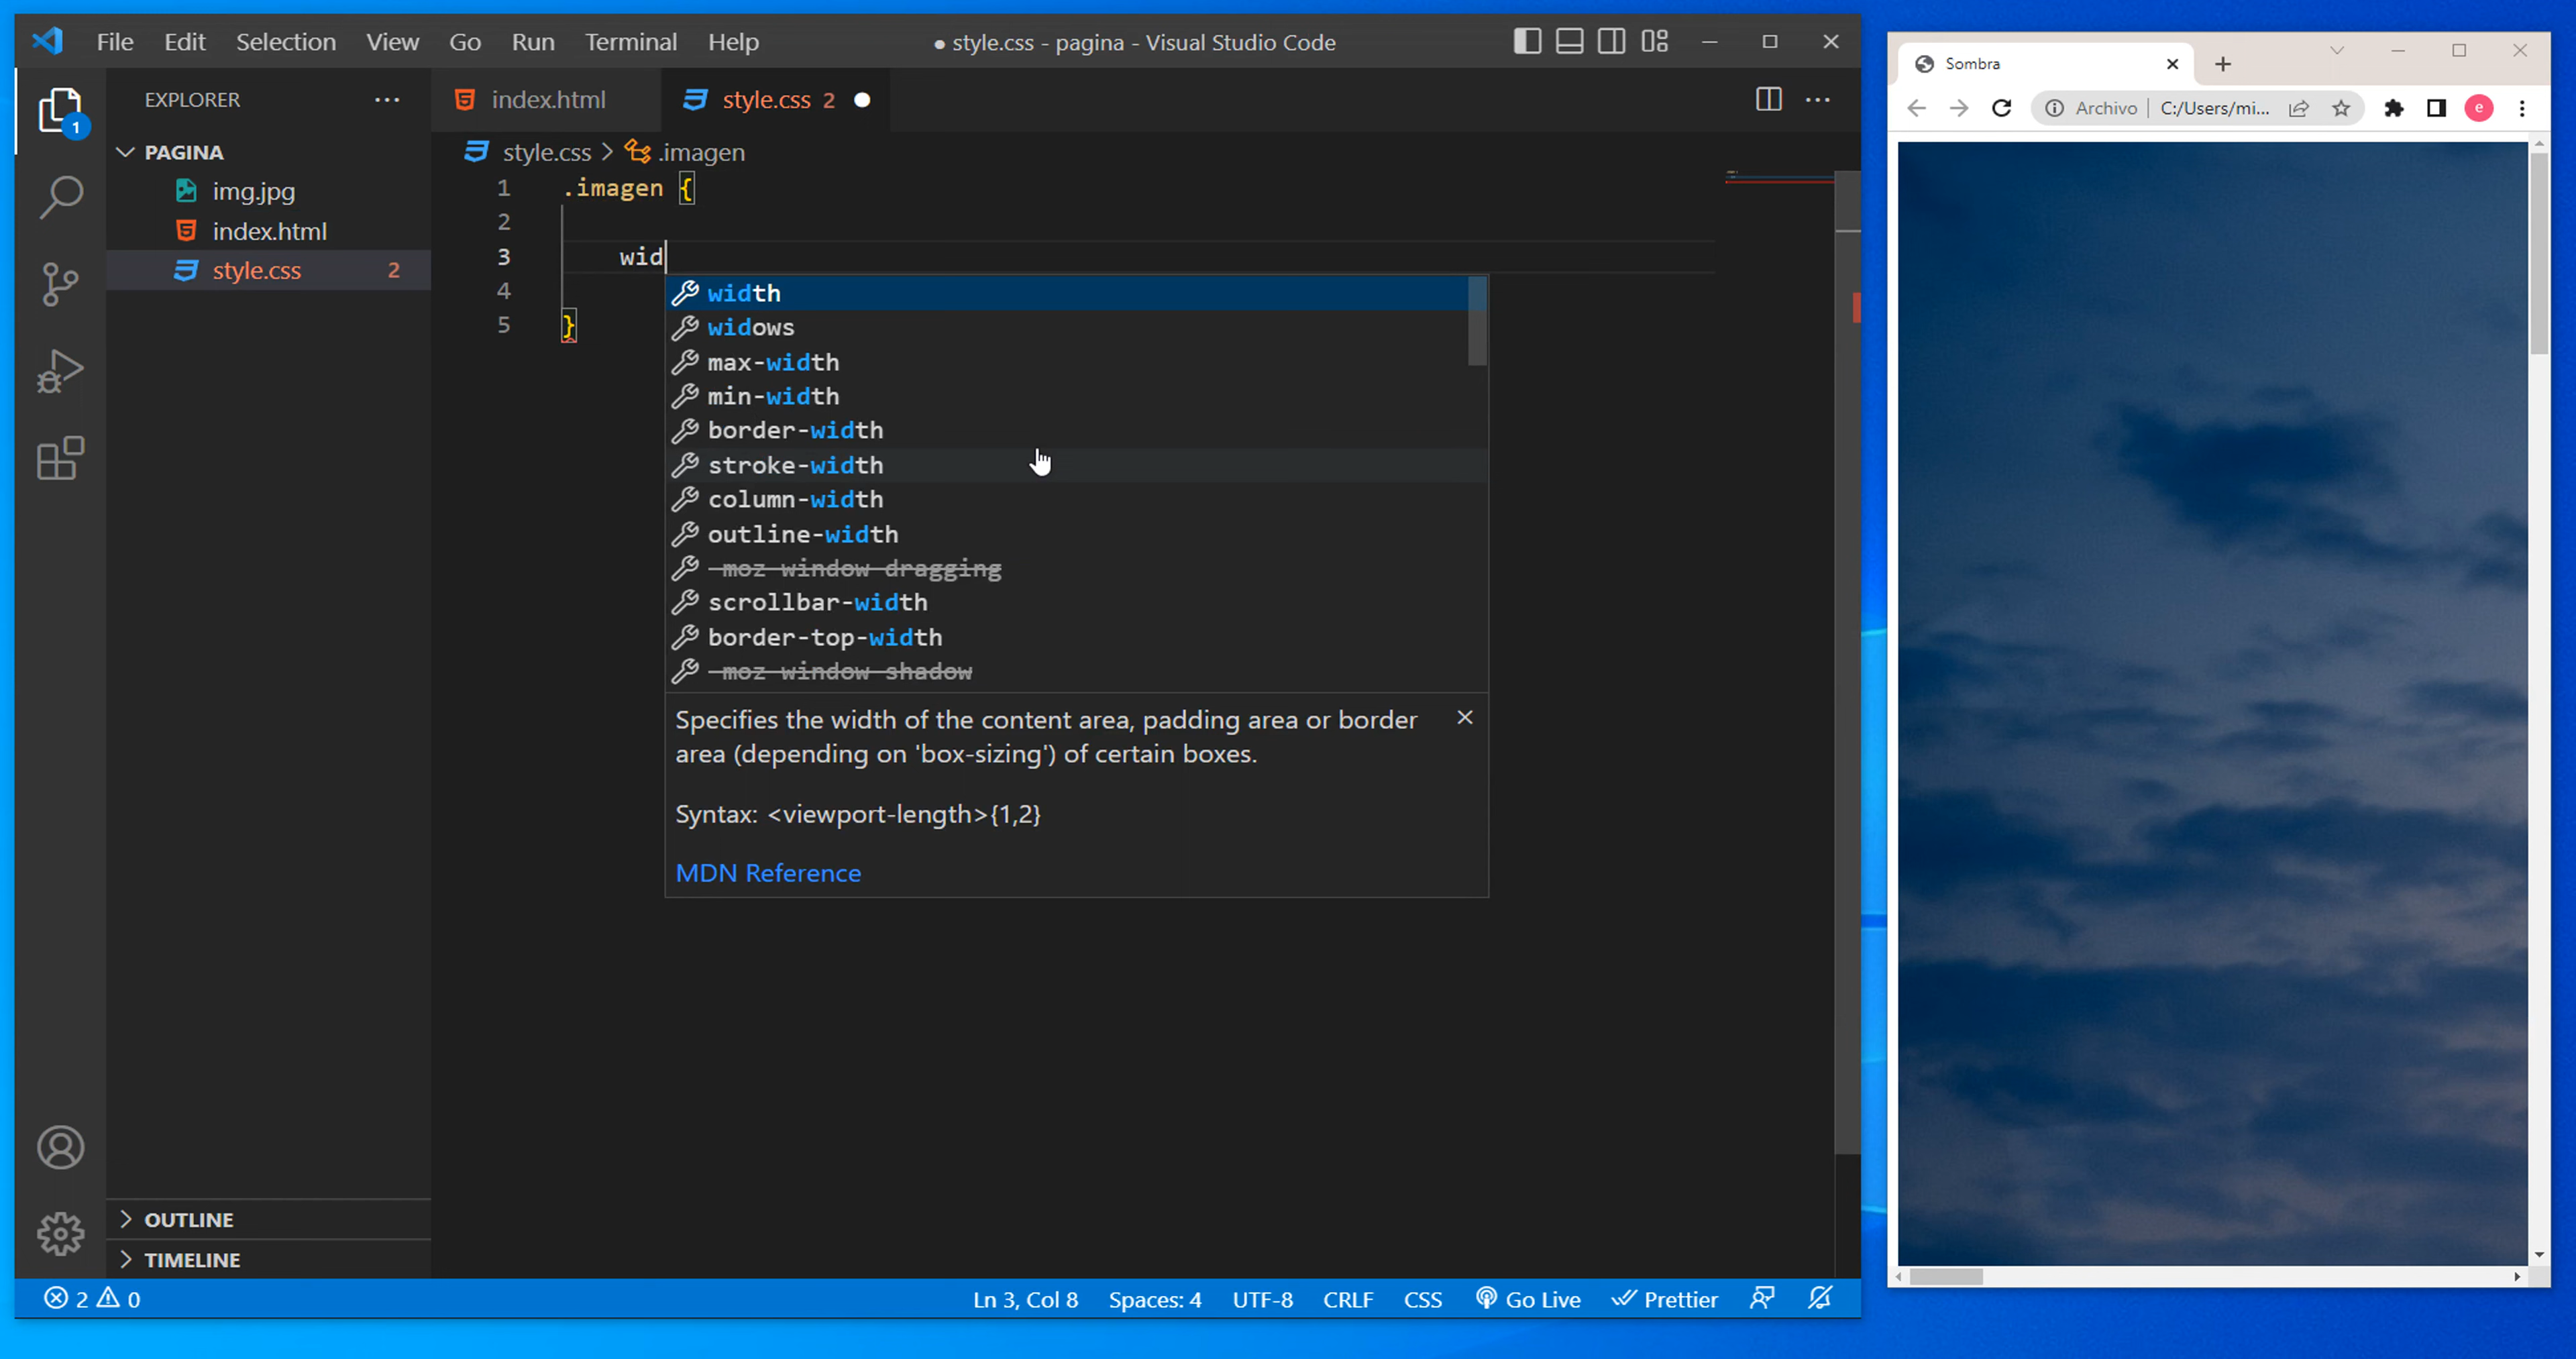 File Edit Selection View Go Run Terminal Help
● style.css - pagina - Visual Studio Code
EXPLORER
PAGINA
img.jpg
index.html
style.css 2
1
index.html
style.css 2
style.css > .imagen
1 .imagen {
2
3 wid
4
5 }
width
widows
max-width
min-width
border-width
stroke-width
column-width
outline-width
-moz-window-dragging
scrollbar-width
border-top-width
-moz-window-shadow
Specifies the width of the content area, padding area or border
area (depending on 'box-sizing') of certain boxes.
Syntax: <viewport-length>{1,2}
MDN Reference
OUTLINE
TIMELINE
2 0
Ln 3, Col 8 Spaces: 4 UTF-8 CRLF CSS Go Live Prettier
Sombra
Archivo | C:/Users/mi... e